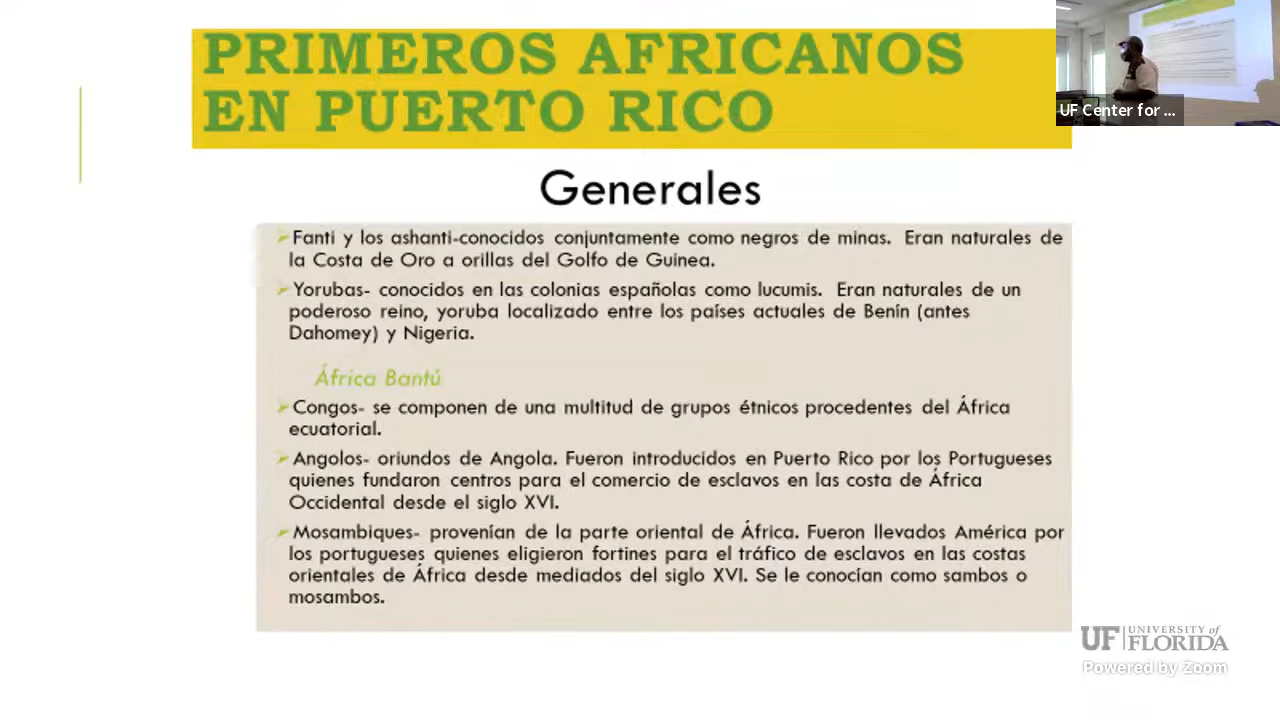 PRIMEROS AFRICANOS
EN PUERTO RICO
UF Center for ...
Generales
Fanti y los ashanti-conocidos conjuntamente como negros de minas. Eran naturales de
la Costa de Oro a orillas del Golfo de Guinea.
Yorubas- conocidos en las colonias españolas como lucumis. Eran naturales de un
poderoso reino, yoruba localizado entre los países actuales de Benín (antes
Dahomey) y Nigeria.
África Bantú
Congos- se componen de una multitud de grupos étnicos procedentes del África
ecuatorial.
Angolos- oriundos de Angola. Fueron introducidos en Puerto Rico por los Portugueses
quienes fundaron centros para el comercio de esclavos en las costa de África
Occidental desde el siglo XVI.
Mosambiques- provenían de la parte oriental de África. Fueron llevados América por
los portugueses quienes eligieron fortines para el tráfico de esclavos en las costas
orientales de África desde mediados del siglo XVI. Se le conocían como sambos o
mosambos.
UF UNIVERSITY of
FLORIDA
Powered by Zoom